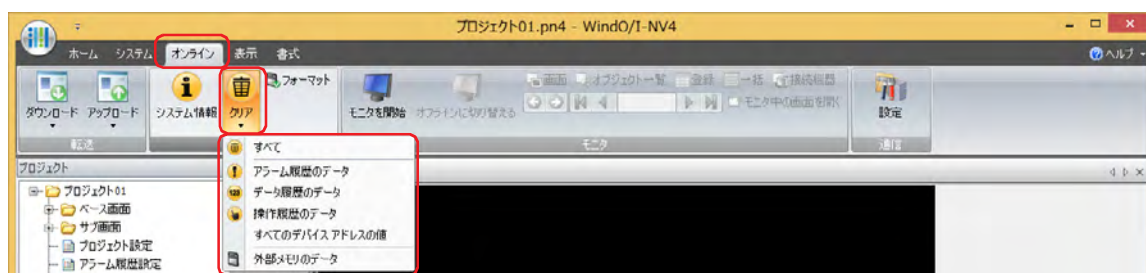 プロジェクト01.pn4 - WindO/I-NV4
ホーム システム オンライン 表示 書式 ヘルプ
ダウンロード アップロード システム情報 クリア フォーマット モニタを開始 オフラインに切り替える 画面 オブジェクト一覧 登録 一括 接続機器
モニタ中の画面を開く 設定
転送 モニタ 通信
すべて
アラーム履歴のデータ
データ履歴のデータ
操作履歴のデータ
すべてのデバイス アドレスの値
外部メモリのデータ
プロジェクト
プロジェクト01
ベース画面
サブ画面
プロジェクト設定
アラーム履歴設定